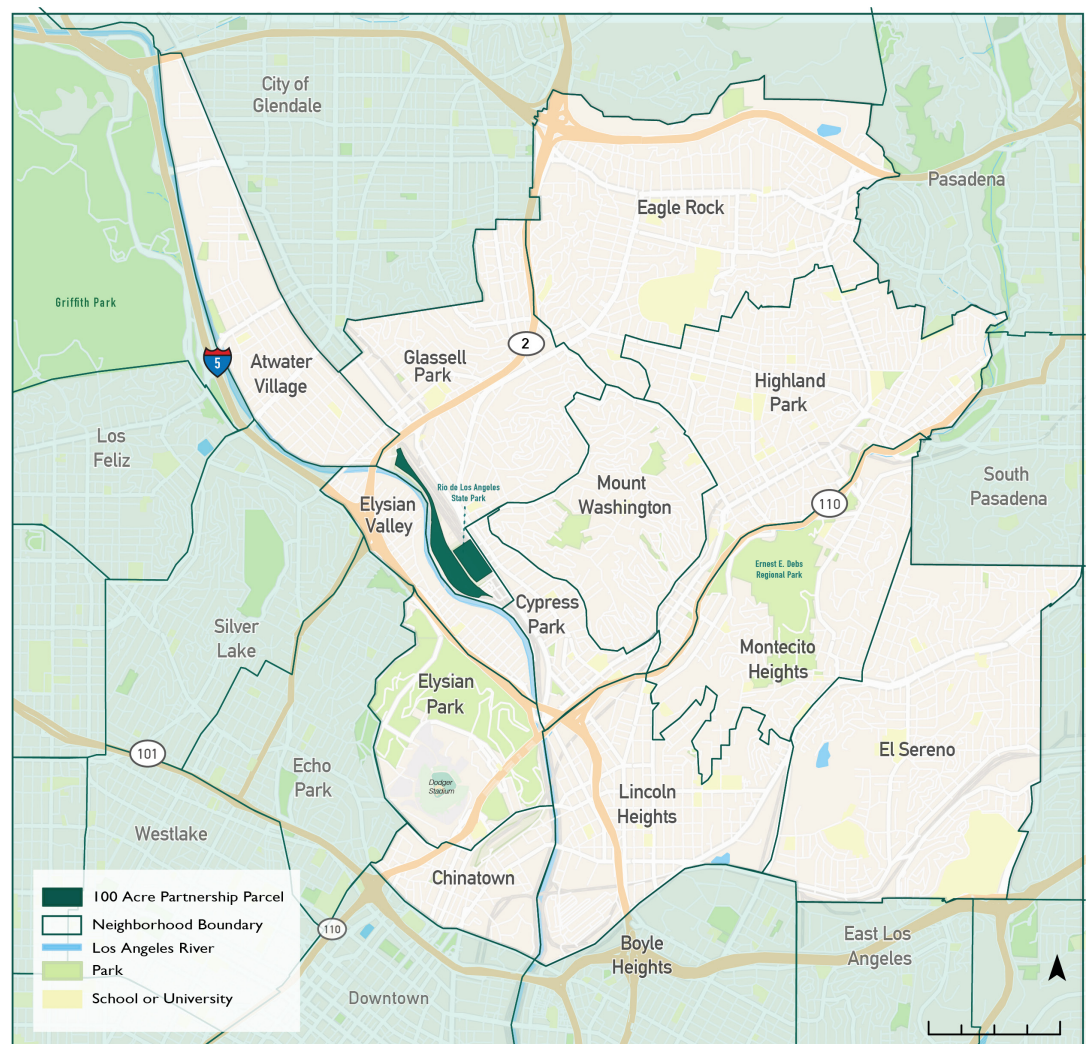 City of
Glendale
Pasadena
Eagle Rock
Griffith Park
2
5
Atwater
Village
Glassell
Park
Highland
Park
Los
Feliz
Mount
Washington
South
Pasadena
Rio de Los Angeles
State Park
110
Elysian
Valley
Ernest E. Debs
Regional Park
Cypress
Park
Silver
Lake
Montecito
Heights
Elysian
Park
101
El Sereno
Echo
Park
Dodger
Stadium
Lincoln
Heights
Westlake
Chinatown
100 Acre Partnership Parcel
Neighborhood Boundary
Los Angeles River
Park
School or University
110
Boyle
Heights
East Los
Angeles
Downtown